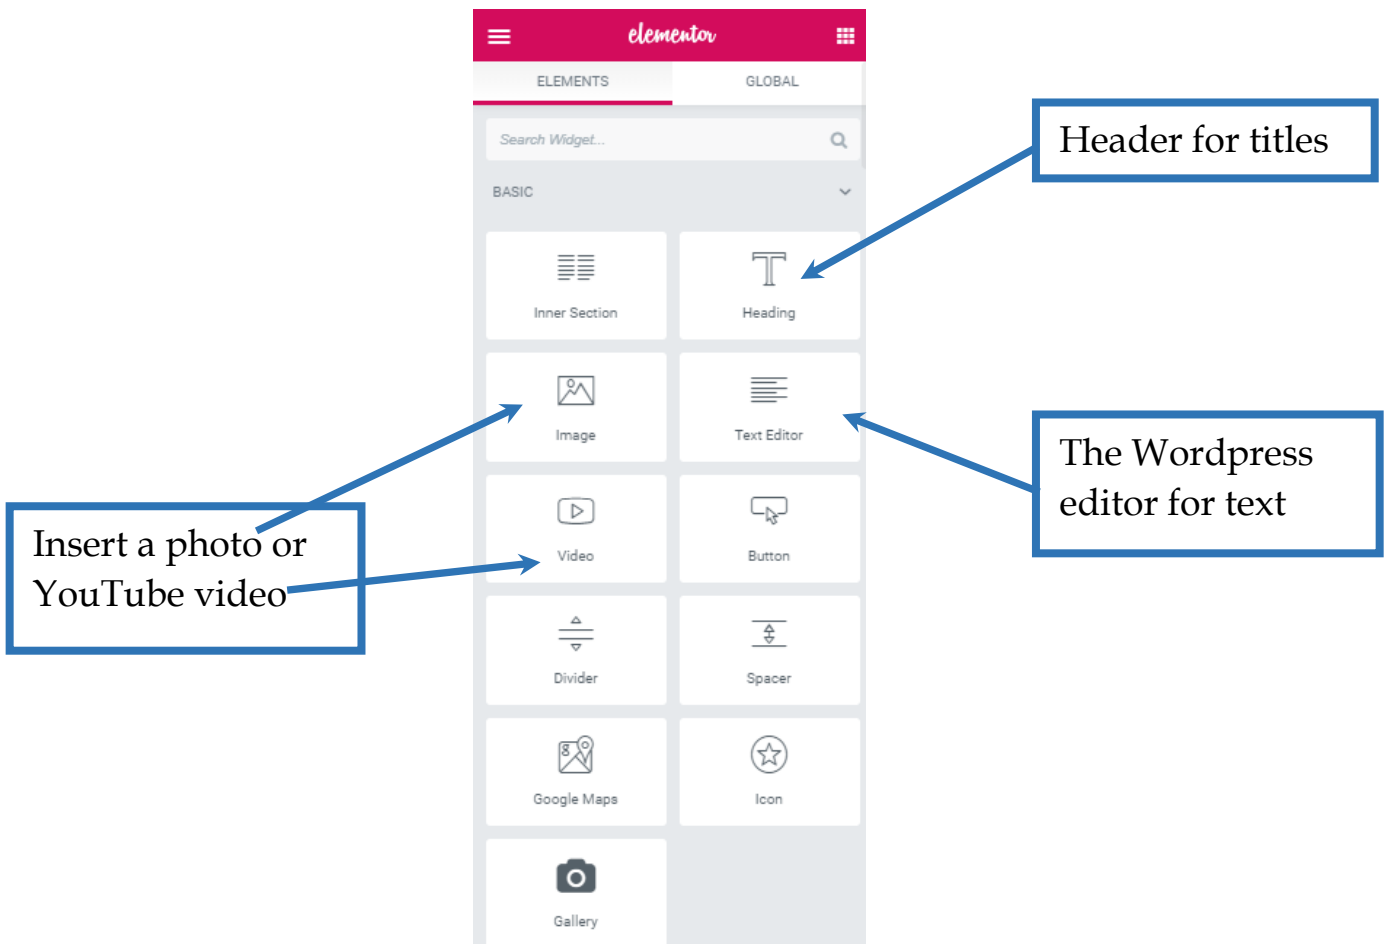 elementor
ELEMENTS GLOBAL
Search Widget...
BASIC
Header for titles
Inner Section Heading
Image Text Editor
The Wordpress
editor for text
Insert a photo or
YouTube video
Video Button
Divider Spacer
Google Maps Icon
Gallery